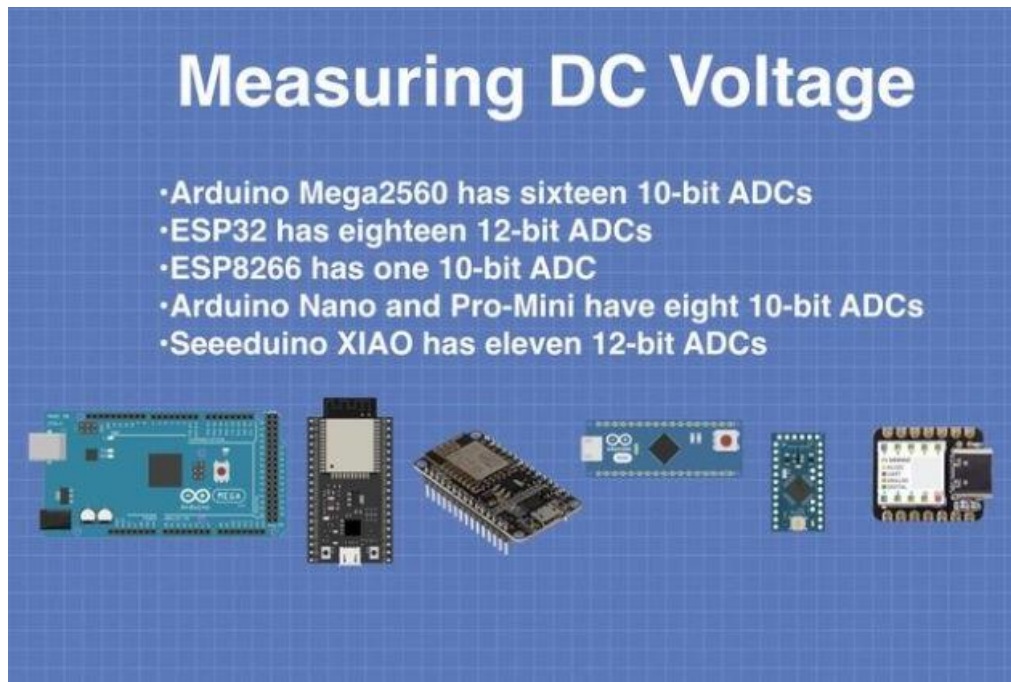 Measuring DC Voltage
•Arduino Mega2560 has sixteen 10-bit ADCs
•ESP32 has eighteen 12-bit ADCs
•ESP8266 has one 10-bit ADC
•Arduino Nano and Pro-Mini have eight 10-bit ADCs
•Seeeduino XIAO has eleven 12-bit ADCs
MEGA